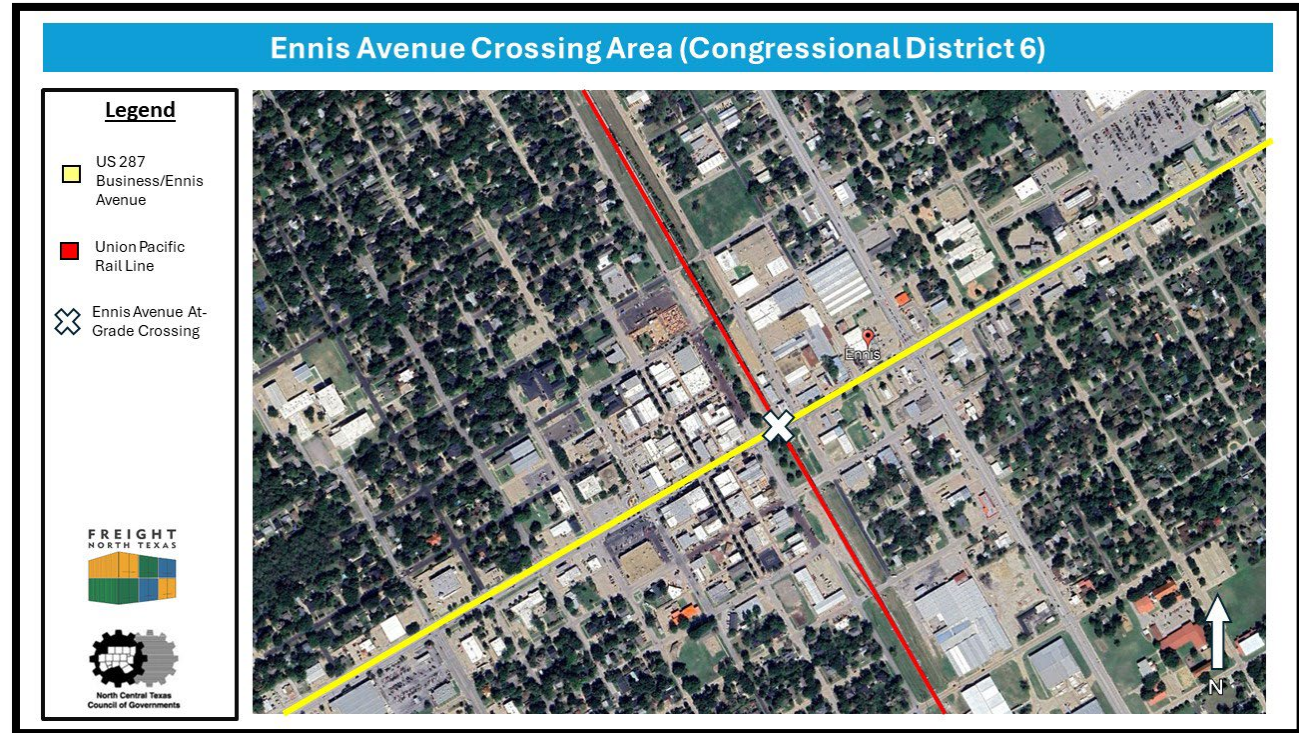 Ennis Avenue Crossing Area (Congressional District 6)
Legend
US 287
Business/Ennis
Avenue
Union Pacific
Rail Line
Ennis Avenue At-
Grade Crossing
FREIGHT
NORTH TEXAS
North Central Texas
Council of Governments
Ennis
N